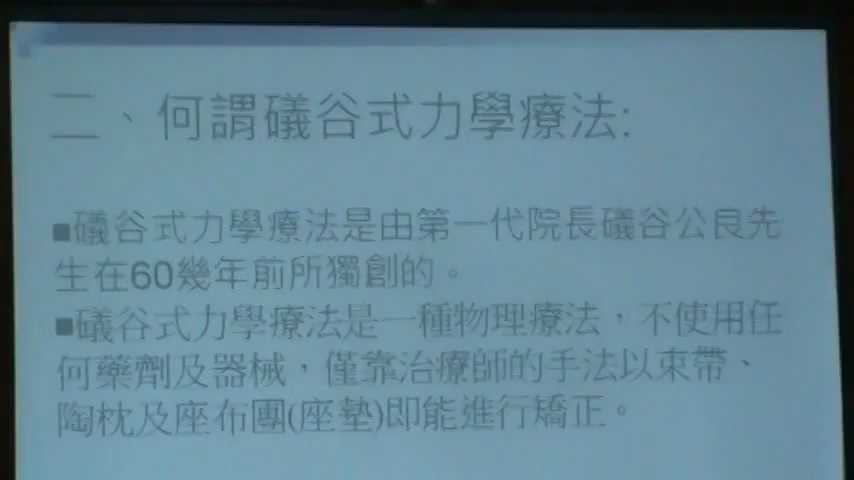 二、何謂礒谷式力學療法:
■礒谷式力學療法是由第一代院長礒谷公良先
生在60幾年前所獨創的。
■礒谷式力學療法是一種物理療法，不使用任
何藥劑及器械，僅靠治療師的手法以束帶、
陶枕及座布團(座墊)即能進行矯正。